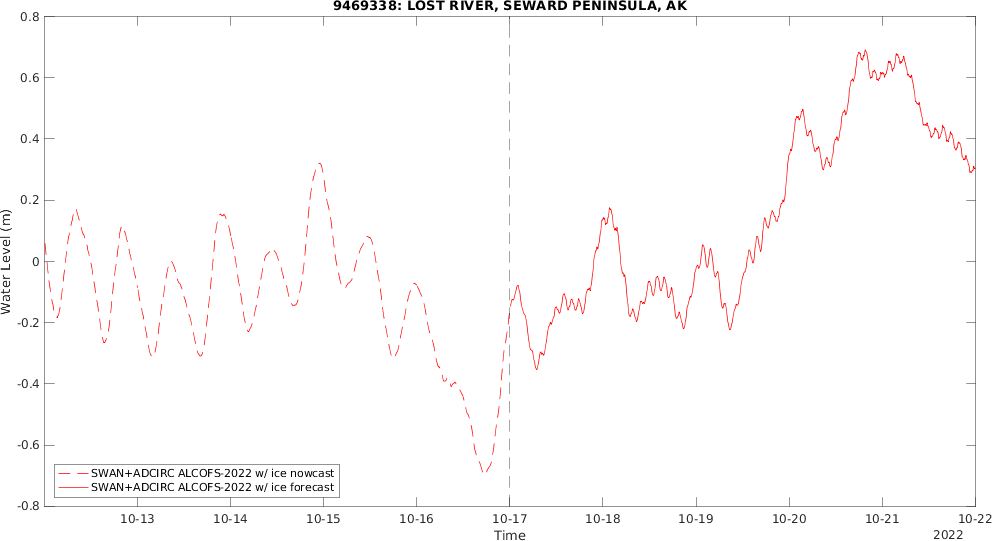 9469338: LOST RIVER, SEWARD PENINSULA, AK
0.8
0.6
0.4
0.2
0
-0.2
-0.4
-0.6
-0.8
Water Level (m)
SWAN+ADCIRC ALCOFS-2022 w/ ice nowcast
SWAN+ADCIRC ALCOFS-2022 w/ ice forecast
10-13 10-14 10-15 10-16 10-17 10-18 10-19 10-20 10-21 10-22
Time
2022